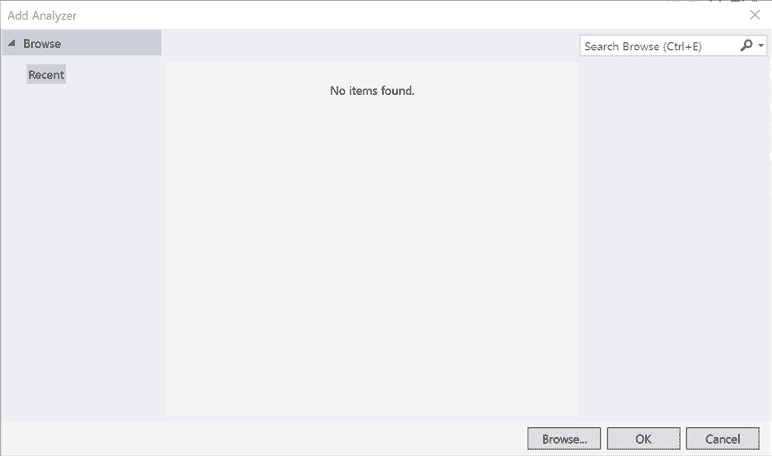 Add Analyzer
Browse
Search Browse (Ctrl+E)
Recent
No items found.
Browse...
OK
Cancel